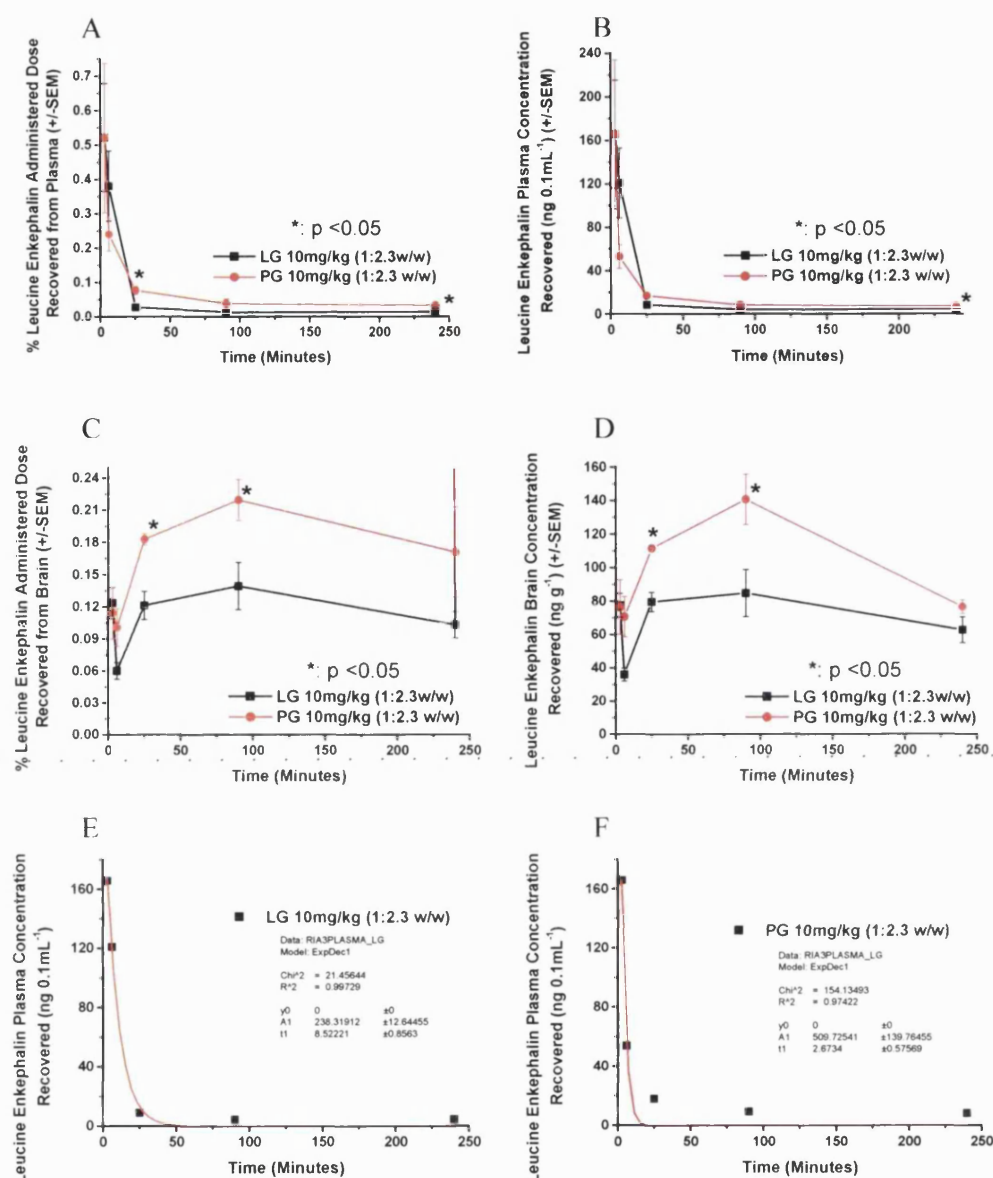 A
% Leucine Enkephalin Administered Dose
Recovered from Plasma (+/-SEM)
0.7
0.6
0.5
0.4
0.3
0.2
0.1
0.0
*
*: p <0.05
LG 10mg/kg (1:2.3w/w)
PG 10mg/kg (1:2.3 w/w)
*
0 50 100 150 200 250
Time (Minutes)
B
Leucine Enkephalin Plasma Concentration
Recovered (ng 0.1mL⁻¹) (+/-SEM)
240
200
160
120
80
40
0
*: p <0.05
LG 10mg/kg (1:2.3w/w)
PG 10mg/kg (1:2.3 w/w)
*
0 50 100 150 200
Time (Minutes)
C
% Leucine Enkephalin Administered Dose
Recovered from Brain (+/-SEM)
0.24
0.21
0.18
0.15
0.12
0.09
0.06
0.03
0.00
*
*
*: p <0.05
LG 10mg/kg (1:2.3w/w)
PG 10mg/kg (1:2.3 w/w)
0 50 100 150 200 250
Time (Minutes)
D
Leucine Enkephalin Brain Concentration
Recovered (ng g⁻¹) (+/-SEM)
160
140
120
100
80
60
40
20
0
*
*
*: p <0.05
LG 10mg/kg (1:2.3w/w)
PG 10mg/kg (1:2.3 w/w)
0 50 100 150 200 250
Time (Minutes)
E
Leucine Enkephalin Plasma Concentration
Recovered (ng 0.1mL⁻¹)
160
120
80
40
0
LG 10mg/kg (1:2.3 w/w)
Data: RIA3PLASMA_LG
Model: ExpDec1
Chi^2 = 21.45644
R^2 = 0.99729
y0 0 ±0
A1 238.31912 ±12.64455
t1 8.52221 ±0.8563
0 50 100 150 200 250
Time (Minutes)
F
Leucine Enkephalin Plasma Concentration
Recovered (ng 0.1mL⁻¹)
160
120
80
40
0
PG 10mg/kg (1:2.3 w/w)
Data: RIA3PLASMA_LG
Model: ExpDec1
Chi^2 = 154.13493
R^2 = 0.97422
y0 0 ±0
A1 509.72541 ±139.76455
t1 2.6734 ±0.57569
0 50 100 150 200 250
Time (Minutes)